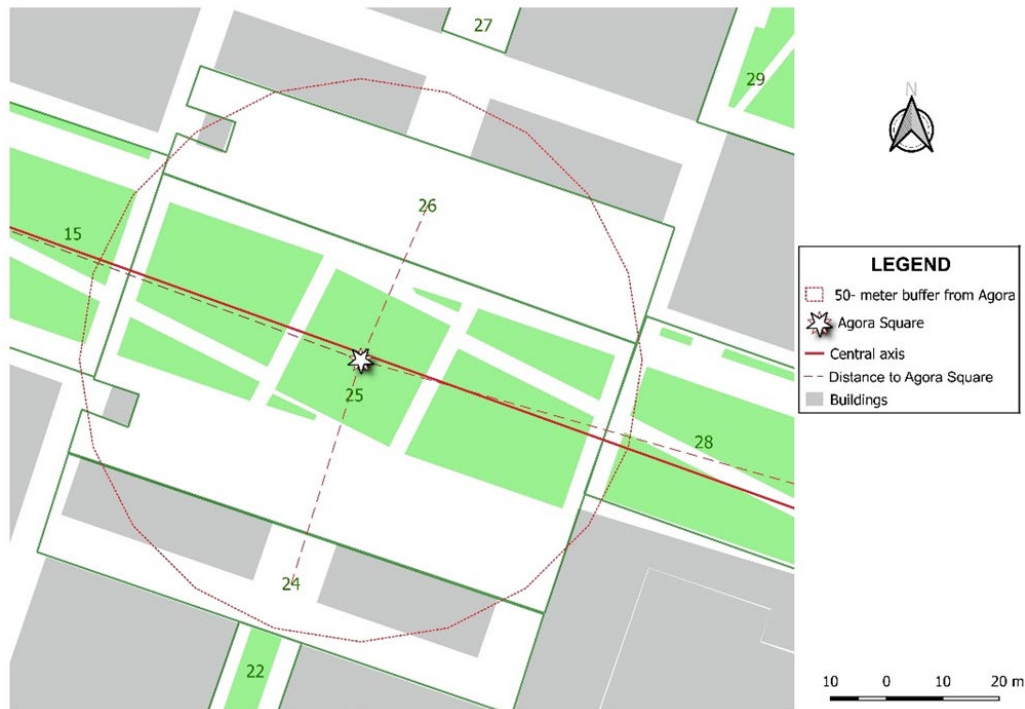 27
29
N
26
15
LEGEND
50- meter buffer from Agora
Agora Square
Central axis
Distance to Agora Square
Buildings
25
28
24
22
10 0 10 20 m